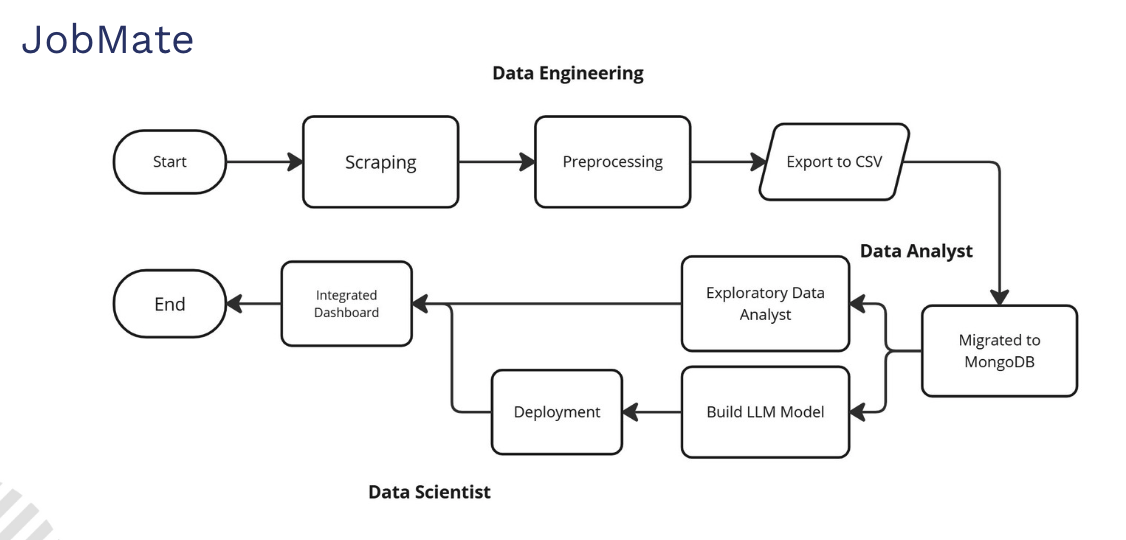 JobMate
Data Engineering
Start
Scraping
Preprocessing
Export to CSV
Data Analyst
End
Integrated
Dashboard
Exploratory Data
Analyst
Migrated to
MongoDB
Deployment
Build LLM Model
Data Scientist